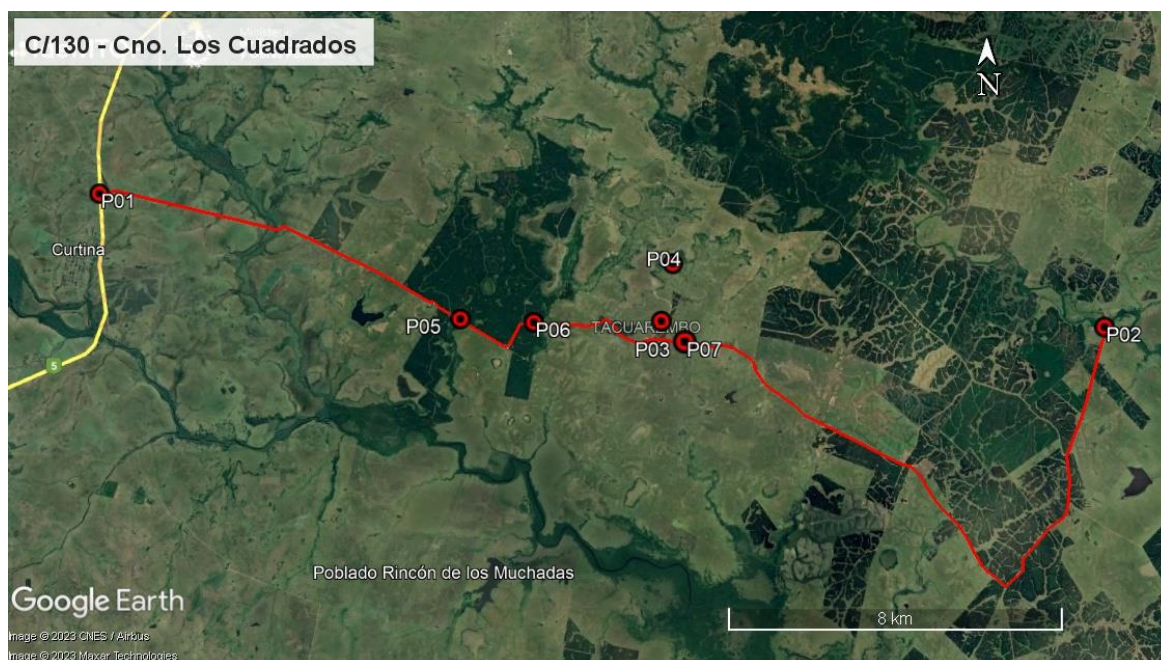 C/130 - Cno. Los Cuadrados
N
P01
Curtina
P04
P05
P06
TACUAREMBO
P03
P07
P02
5
Poblado Rincón de los Muchadas
Google Earth
8 km
Image © 2023 CNES / Airbus
Image © 2023 Maxar Technologies